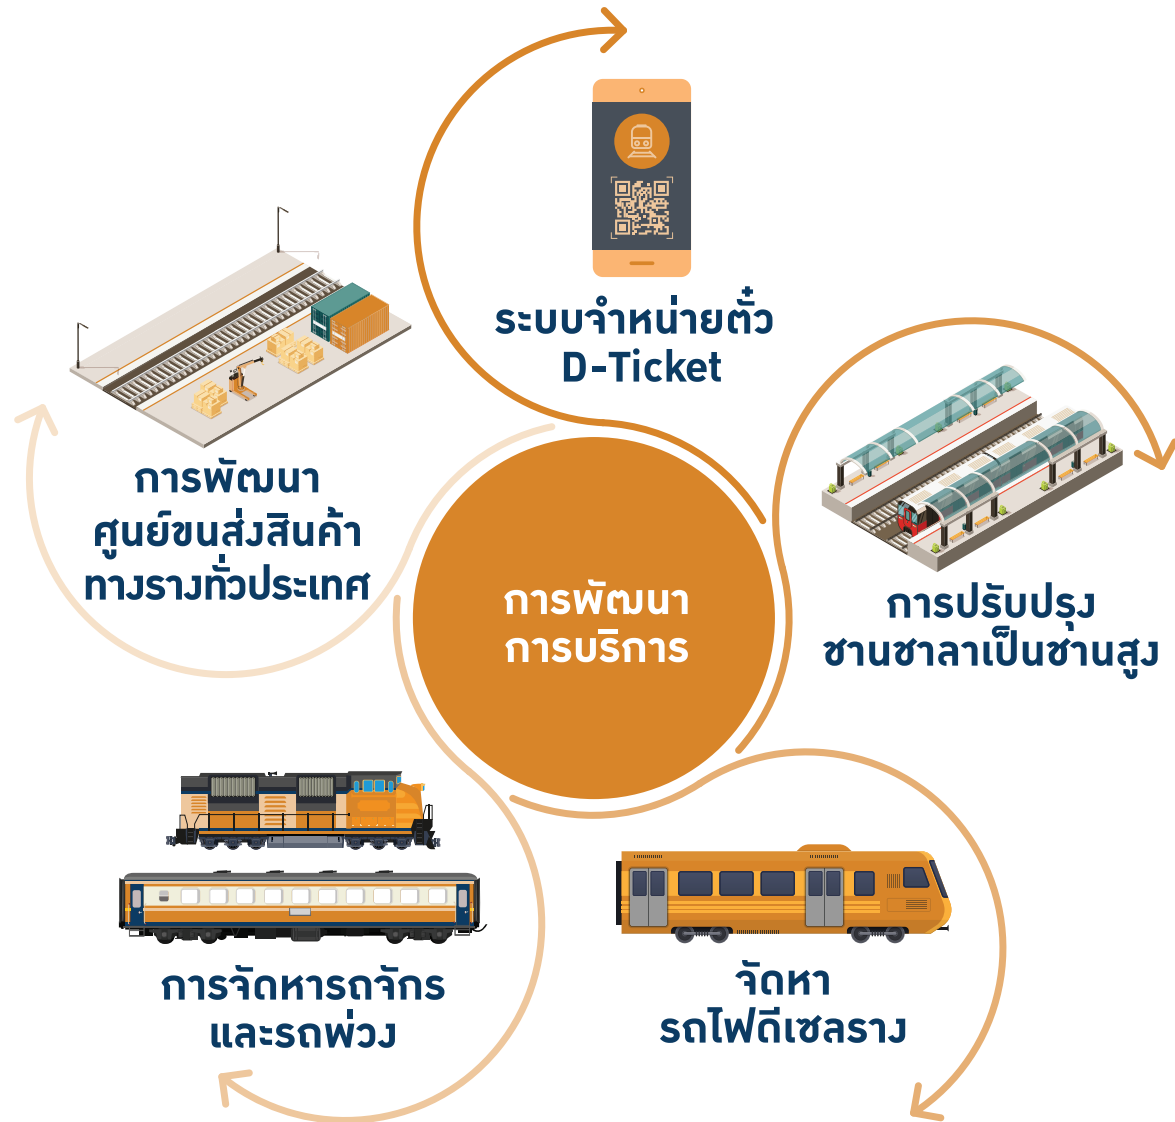 การพัฒนา
การบริการ
ระบบจำหน่ายตั๋ว
D-Ticket
การปรับปรุง
ชานชาลาเป็นชานสูง
จัดหา
รถไฟดีเซลราง
การจัดหารถจักร
และรถพ่วง
การพัฒนา
ศูนย์ขนส่งสินค้า
ทางรางทั่วประเทศ